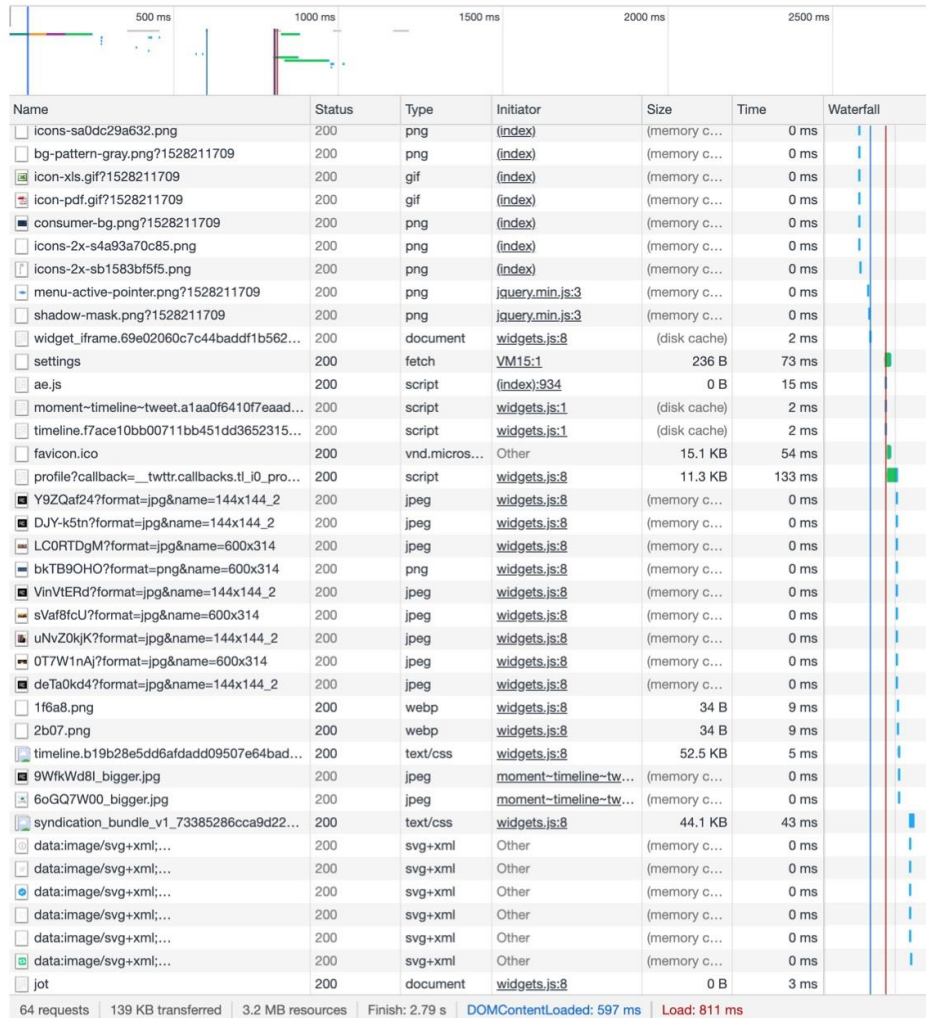 500 ms 1000 ms 1500 ms 2000 ms 2500 ms
Name Status Type Initiator Size Time Waterfall
icons-sa0dc29a632.png 200 png (index) (memory c... 0 ms
bg-pattern-gray.png?1528211709 200 png (index) (memory c... 0 ms
icon-xls.gif?1528211709 200 gif (index) (memory c... 0 ms
icon-pdf.gif?1528211709 200 gif (index) (memory c... 0 ms
consumer-bg.png?1528211709 200 png (index) (memory c... 0 ms
icons-2x-s4a93a70c85.png 200 png (index) (memory c... 0 ms
icons-2x-sb1583bf5f5.png 200 png (index) (memory c... 0 ms
menu-active-pointer.png?1528211709 200 png jquery.min.js:3 (memory c... 0 ms
shadow-mask.png?1528211709 200 png jquery.min.js:3 (memory c... 0 ms
widget_iframe.69e02060c7c44baddf1b562... 200 document widgets.js:8 (disk cache) 2 ms
settings 200 fetch VM15:1 236 B 73 ms
ae.js 200 script (index):934 0 B 15 ms
moment~timeline~tweet.a1aa0f6410f7eaad... 200 script widgets.js:1 (disk cache) 2 ms
timeline.f7ace10bb00711bb451dd3652315... 200 script widgets.js:1 (disk cache) 2 ms
favicon.ico 200 vnd.micros... Other 15.1 KB 54 ms
profile?callback=__twttr.callbacks.tl_i0_pro... 200 script widgets.js:8 11.3 KB 133 ms
Y9ZQaf24?format=jpg&name=144x144_2 200 jpeg widgets.js:8 (memory c... 0 ms
DJY-k5tn?format=jpg&name=144x144_2 200 jpeg widgets.js:8 (memory c... 0 ms
LC0RTDgM?format=jpg&name=600x314 200 jpeg widgets.js:8 (memory c... 0 ms
bkTB9OHO?format=png&name=600x314 200 png widgets.js:8 (memory c... 0 ms
VinVtERd?format=jpg&name=144x144_2 200 jpeg widgets.js:8 (memory c... 0 ms
sVaf8fcU?format=jpg&name=600x314 200 jpeg widgets.js:8 (memory c... 0 ms
uNvZ0kjK?format=jpg&name=144x144_2 200 jpeg widgets.js:8 (memory c... 0 ms
0T7W1nAj?format=jpg&name=600x314 200 jpeg widgets.js:8 (memory c... 0 ms
deTa0kd4?format=jpg&name=144x144_2 200 jpeg widgets.js:8 (memory c... 0 ms
1f6a8.png 200 webp widgets.js:8 34 B 9 ms
2b07.png 200 webp widgets.js:8 34 B 9 ms
timeline.b19b28e5dd6afdadd09507e64bad... 200 text/css widgets.js:8 52.5 KB 5 ms
9WfkWd8I_bigger.jpg 200 jpeg moment~timeline~tw... (memory c... 0 ms
6oGQ7W00_bigger.jpg 200 jpeg moment~timeline~tw... (memory c... 0 ms
syndication_bundle_v1_73385286cca9d22... 200 text/css widgets.js:8 44.1 KB 43 ms
data:image/svg+xml;... 200 svg+xml Other (memory c... 0 ms
data:image/svg+xml;... 200 svg+xml Other (memory c... 0 ms
data:image/svg+xml;... 200 svg+xml Other (memory c... 0 ms
data:image/svg+xml;... 200 svg+xml Other (memory c... 0 ms
data:image/svg+xml;... 200 svg+xml Other (memory c... 0 ms
data:image/svg+xml;... 200 svg+xml Other (memory c... 0 ms
jot 200 document widgets.js:8 0 B 3 ms
64 requests 139 KB transferred 3.2 MB resources Finish: 2.79 s DOMContentLoaded: 597 ms Load: 811 ms